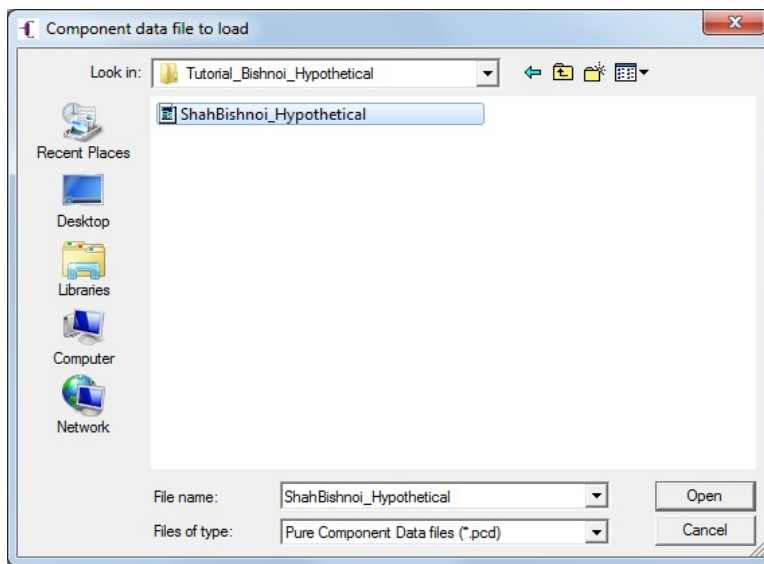 Component data file to load
Look in: Tutorial_Bishnoi_Hypothetical
ShahBishnoi_Hypothetical
Recent Places
Desktop
Libraries
Computer
Network
File name: ShahBishnoi_Hypothetical Open
Files of type: Pure Component Data files (*.pcd) Cancel